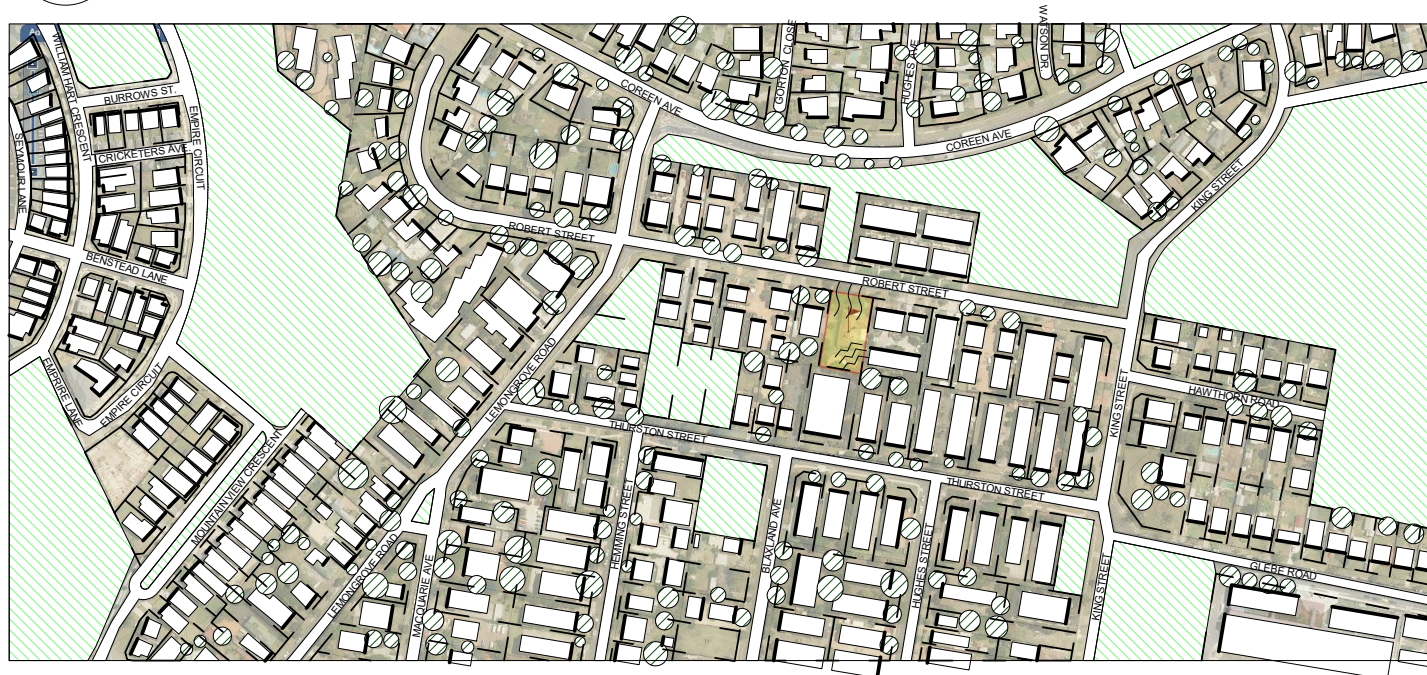 WILLIAM HART CRESCENT
BURROWS ST.
EMPIRE CIRCUIT
CRICKETERS AVE
SEYMOUR LANE
BENSTEAD LANE
EMPRIRE LANE
EMPIRE CIRCUIT
MOUNTAIN VIEW CRESCENT
COREEN AVE
GORTON CLOSE
HUGHES AVE
WATSON DR
COREEN AVE
KING STREET
ROBERT STREET
ROBERT STREET
LEMONGROVE ROAD
THURSTON STREET
KING STREET
HAWTHORN ROAD
THURSTON STREET
HEMMING STREET
BLAXLAND AVE
HUGHES STREET
KING STREET
GLEBE ROAD
LEMONGROVE ROAD
MACQUARIE AVE